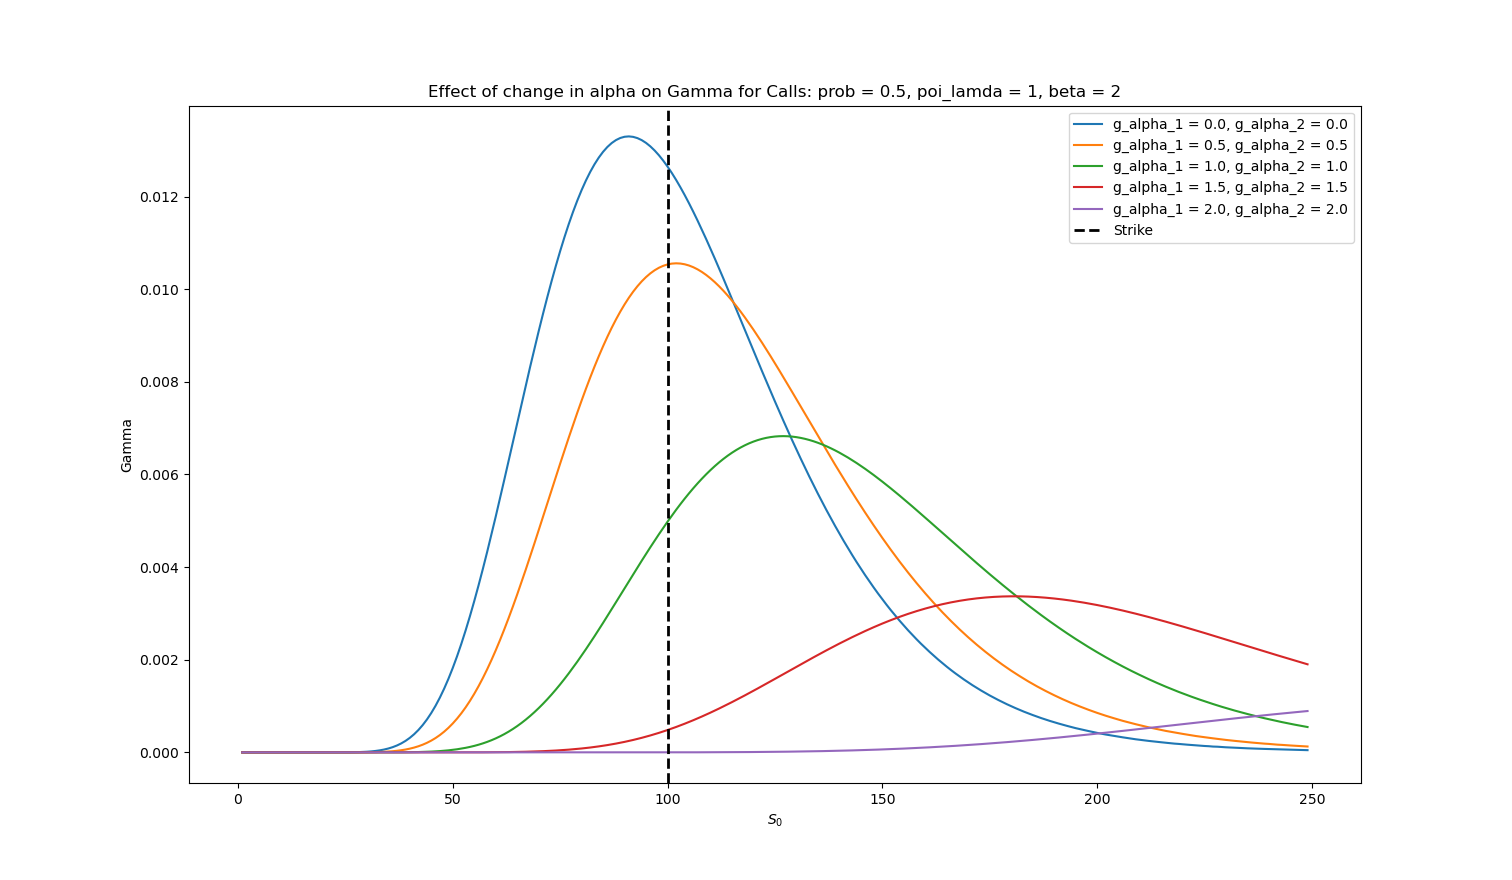 Effect of change in alpha on Gamma for Calls: prob = 0.5, poi_lamda = 1, beta = 2
g_alpha_1 = 0.0, g_alpha_2 = 0.0
g_alpha_1 = 0.5, g_alpha_2 = 0.5
g_alpha_1 = 1.0, g_alpha_2 = 1.0
g_alpha_1 = 1.5, g_alpha_2 = 1.5
g_alpha_1 = 2.0, g_alpha_2 = 2.0
Strike
0.012
0.010
0.008
0.006
0.004
0.002
0.000
Gamma
0 50 100 150 200 250
S₀